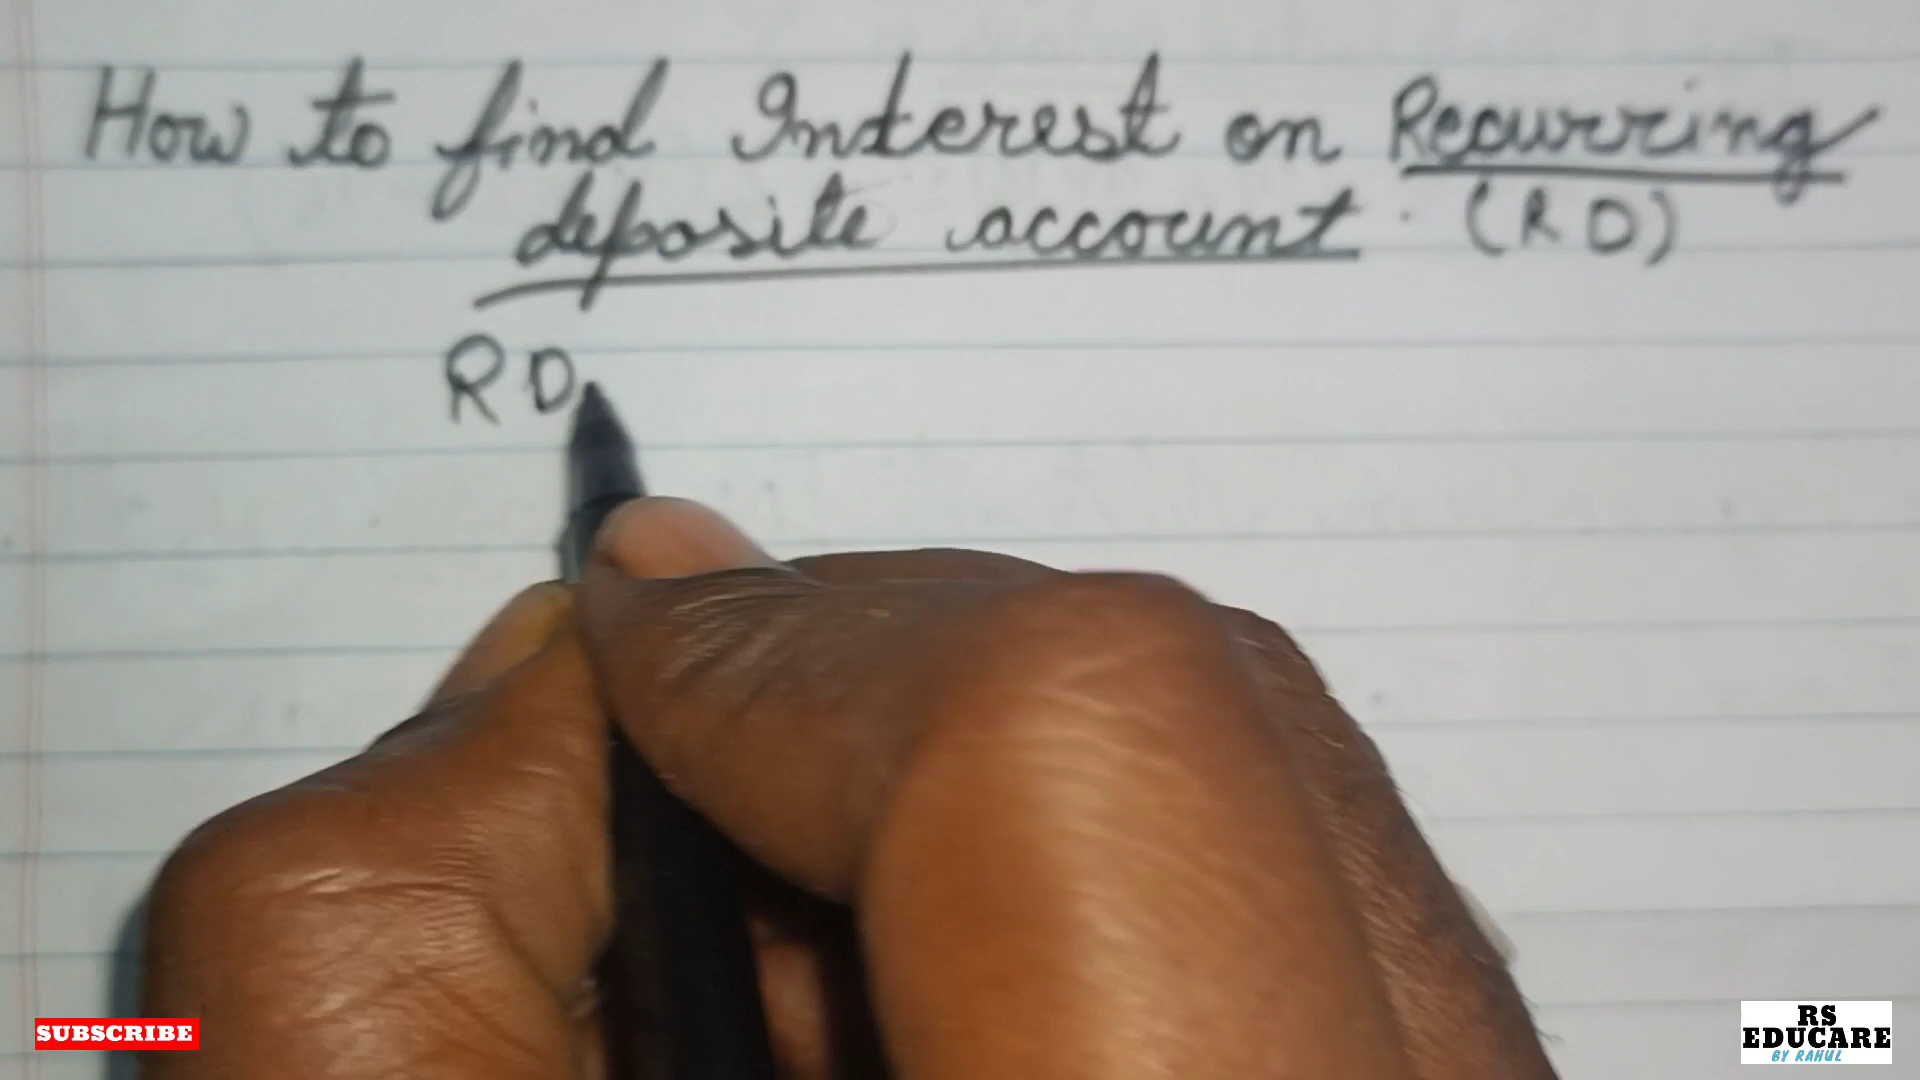 How to find Interest on Recurring
deposite account. (RD)
RD
SUBSCRIBE
RS
EDUCARE
BY RAHUL